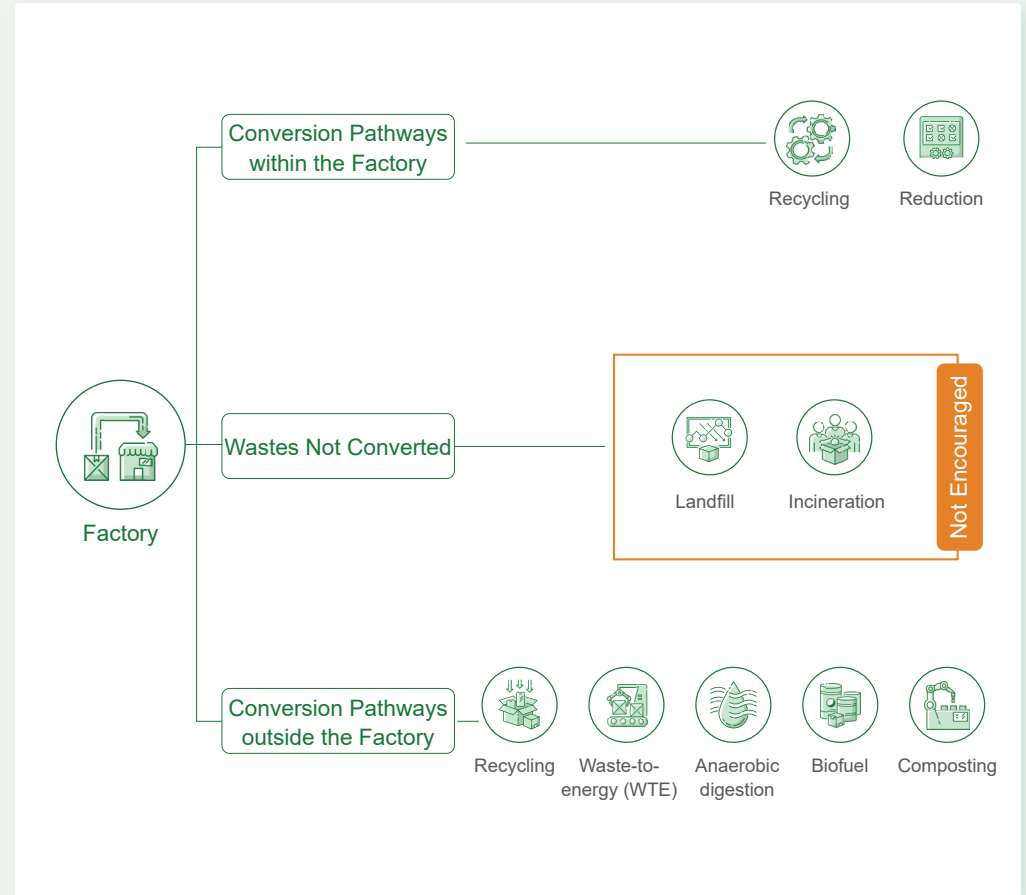 Conversion Pathways
within the Factory
Recycling
Reduction
Factory
Wastes Not Converted
Landfill
Incineration
Not Encouraged
Conversion Pathways
outside the Factory
Recycling
Waste-to-
energy (WTE)
Anaerobic
digestion
Biofuel
Composting